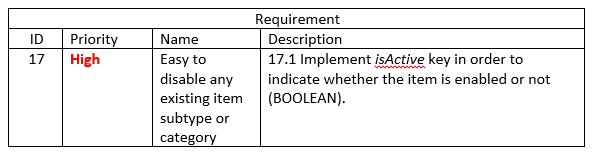 Requirement
ID Priority Name Description
17 High Easy to 17.1 Implement isActive key in order to
disable any indicate whether the item is enabled or not
existing item (BOOLEAN).
subtype or
category